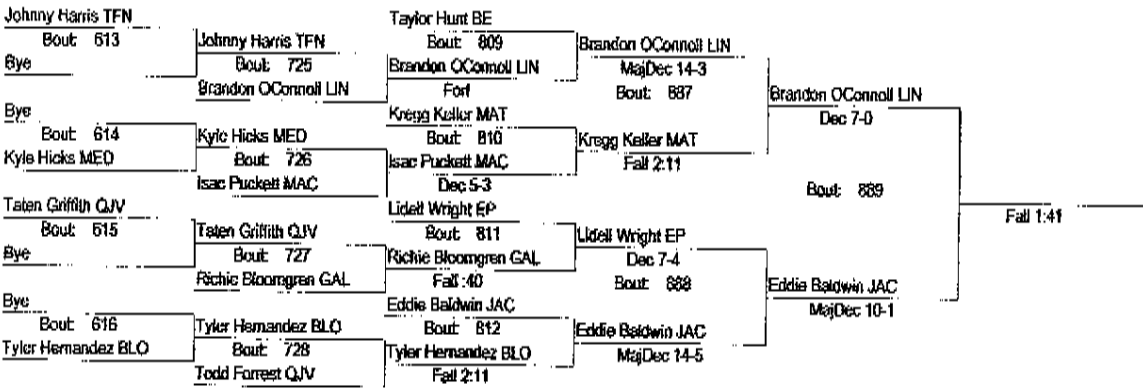 Johnny Harris TFN
Bout: 613
Bye
Johnny Harris TFN
Bout: 725
Brandon OConnoll LIN
Bye
Bout: 614
Kyle Hicks MED
Kyle Hicks MED
Bout: 726
Isac Puckett MAC
Taten Griffith QJV
Bout: 615
Bye
Taten Griffith QJV
Bout: 727
Richie Bloomgren GAL
Bye
Bout: 616
Tyler Hernandez BLO
Tyler Hernandez BLO
Bout: 728
Todd Forrest QJV
Taylor Hunt BE
Bout: 809
Brandon OConnoll LIN
Forf
Kregg Keller MAT
Bout: 810
Isac Puckett MAC
Dec 5-3
Lidell Wright EP
Bout: 811
Richie Bloomgren GAL
Fall :40
Eddie Baldwin JAC
Bout: 812
Tyler Hernandez BLO
Fall 2:11
Brandon OConnoll LIN
MajDec 14-3
Bout: 887
Kregg Keller MAT
Fall 2:11
Lidell Wright EP
Dec 7-4
Bout: 888
Eddie Baldwin JAC
MajDec 14-5
Brandon OConnoll LIN
Dec 7-0
Bout: 889
Eddie Baldwin JAC
MajDec 10-1
Fall 1:41